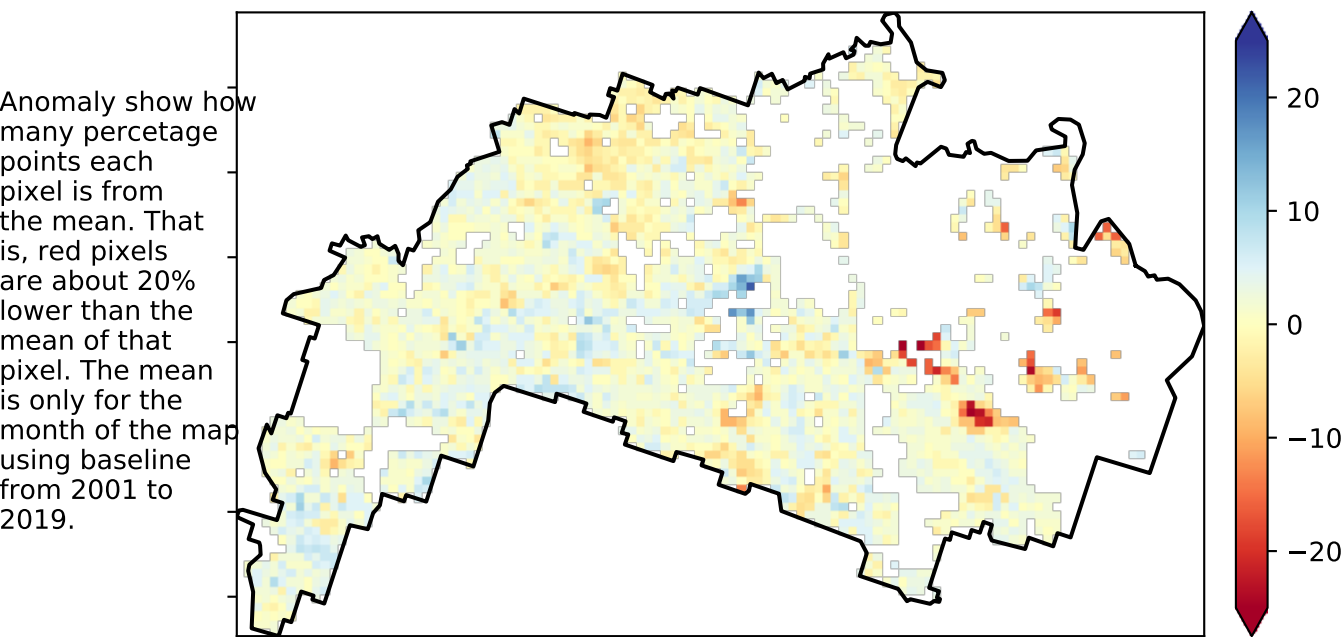 Anomaly show how
many percetage
points each
pixel is from
the mean. That
is, red pixels
are about 20%
lower than the
mean of that
pixel. The mean
is only for the
month of the map
using baseline
from 2001 to
2019.
20
10
0
−10
−20